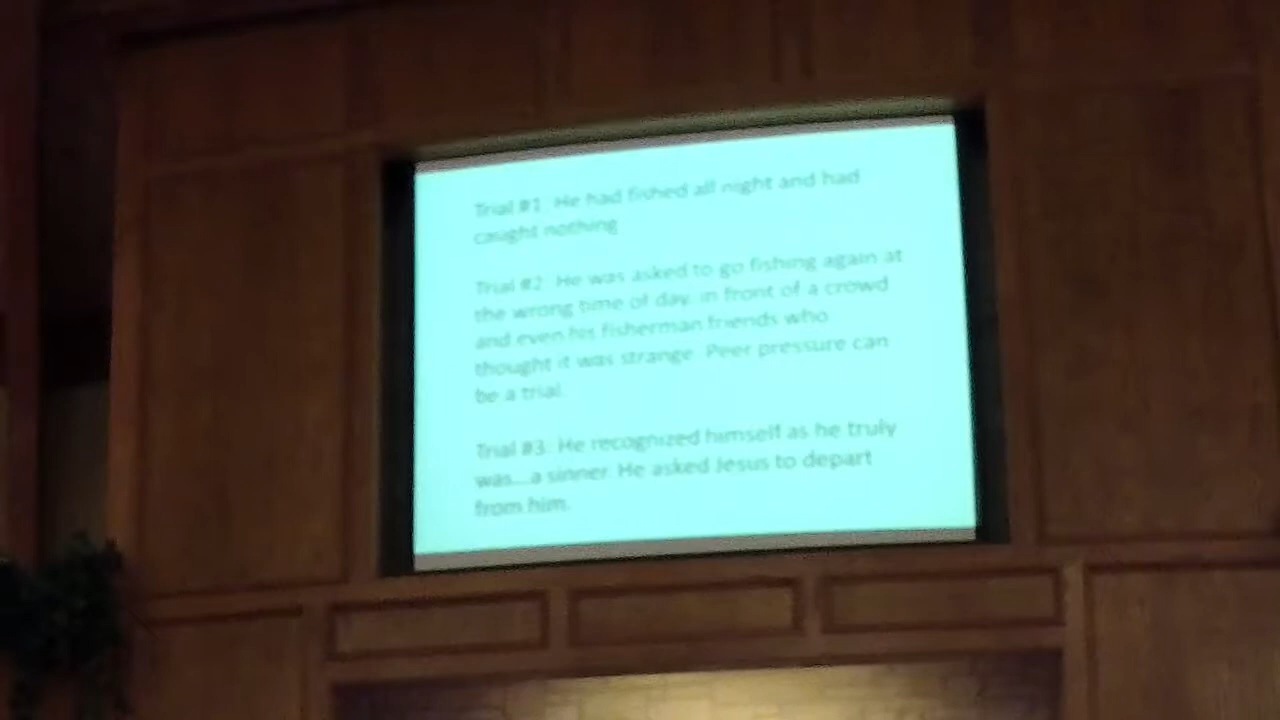 Trial #1: He had fished all night and had
caught nothing
Trial #2: He was asked to go fishing again at
the wrong time of day, in front of a crowd
and even his fisherman friends who
thought it was strange. Peer pressure can
be a trial.
Trial #3: He recognized himself as he truly
was...a sinner. He asked Jesus to depart
from him.